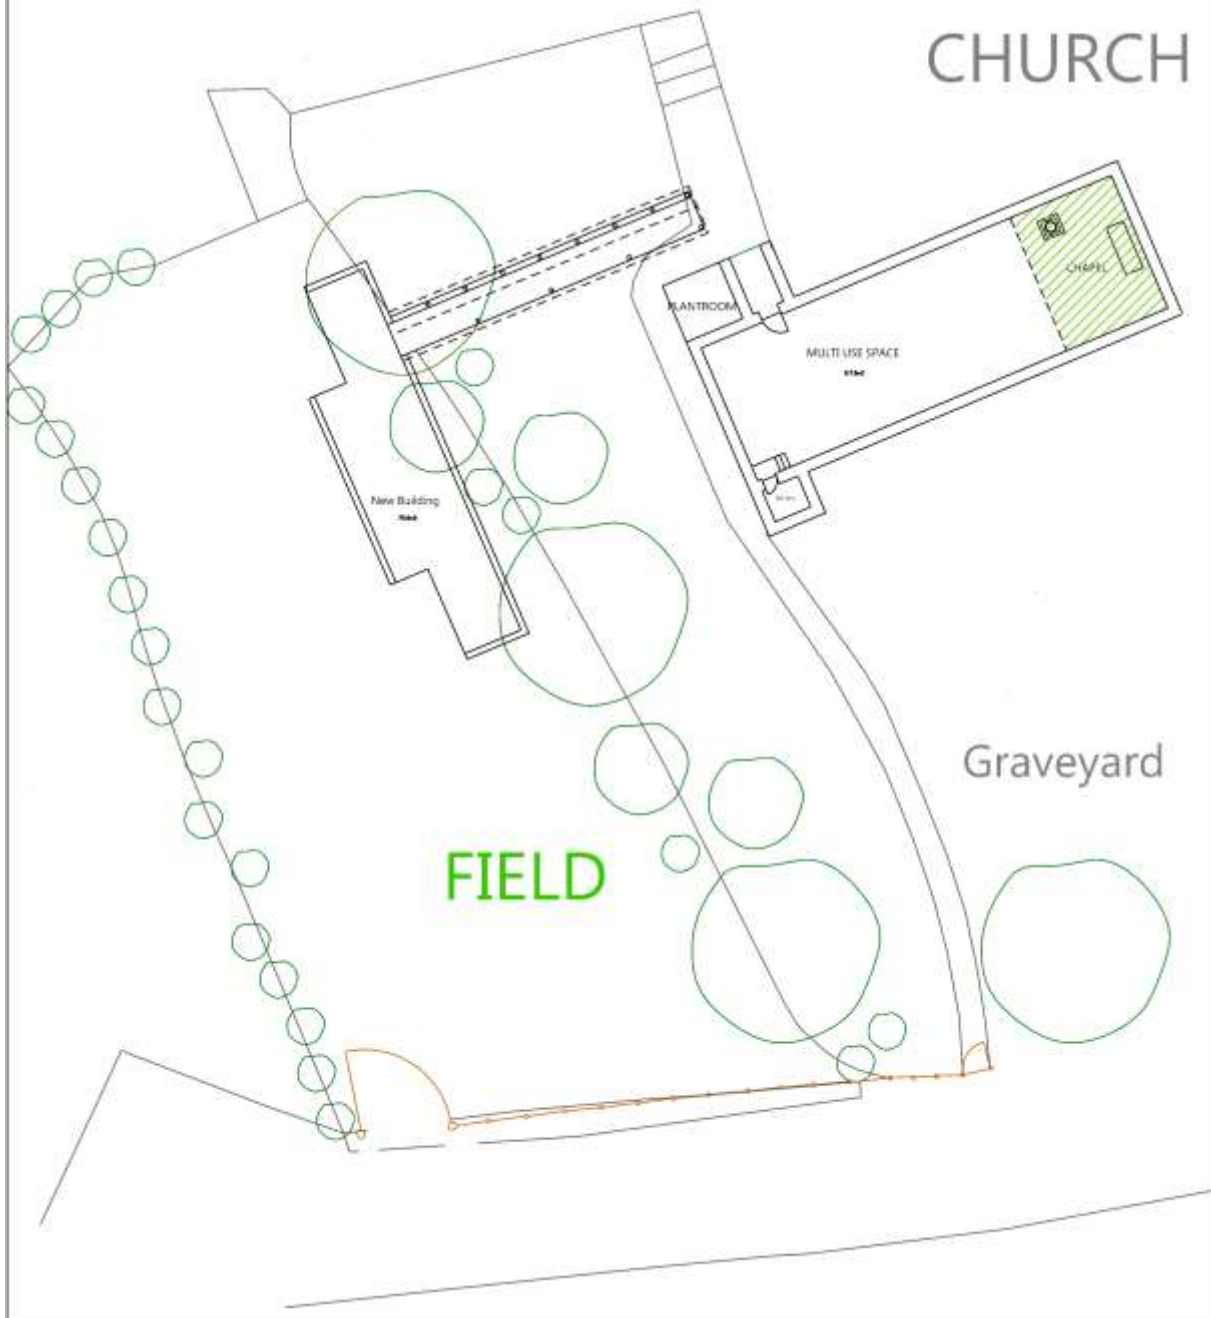 CHURCH
CHAPEL
PLANTROOM
MULTI USE SPACE
New Building
Graveyard
FIELD